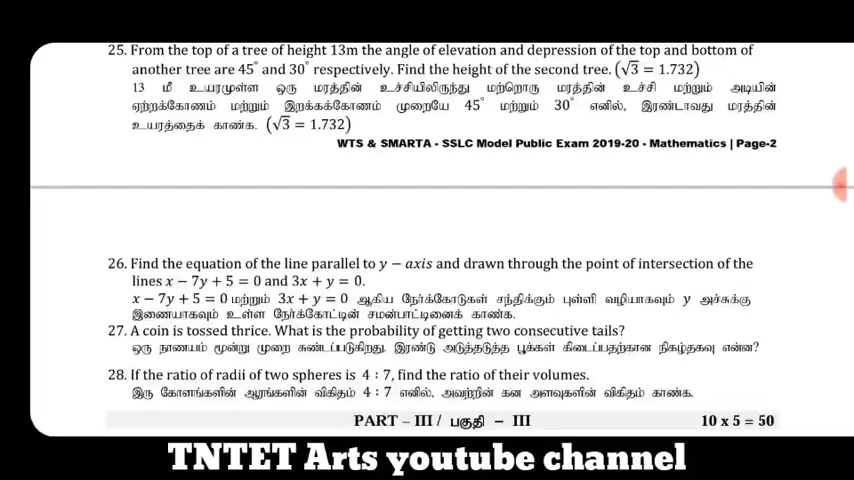 25. From the top of a tree of height 13m the angle of elevation and depression of the top and bottom of
another tree are 45° and 30° respectively. Find the height of the second tree. (√3 = 1.732)
13 மீ உயரமுள்ள ஒரு மரத்தின் உச்சியிலிருந்து மற்றொரு மரத்தின் உச்சி மற்றும் அடியின்
ஏற்றக்கோணம் மற்றும் இறக்கக்கோணம் முறையே 45° மற்றும் 30° எனில், இரண்டாவது மரத்தின்
உயரத்தைக் காண்க. (√3 = 1.732)
WTS & SMARTA - SSLC Model Public Exam 2019-20 - Mathematics | Page-2
26. Find the equation of the line parallel to y − axis and drawn through the point of intersection of the
lines x − 7y + 5 = 0 and 3x + y = 0.
x − 7y + 5 = 0 மற்றும் 3x + y = 0 ஆகிய நேர்க்கோடுகள் சந்திக்கும் புள்ளி வழியாகவும் y அச்சுக்கு
இணையாகவும் உள்ள நேர்க்கோட்டின் சமன்பாட்டினைக் காண்க.
27. A coin is tossed thrice. What is the probability of getting two consecutive tails?
ஒரு நாணயம் மூன்று முறை சுண்டப்படுகிறது. இரண்டு அடுத்தடுத்த பூக்கள் கிடைப்பதற்கான நிகழ்தகவு என்ன?
28. If the ratio of radii of two spheres is 4 : 7, find the ratio of their volumes.
இரு கோளங்களின் ஆரங்களின் விகிதம் 4 : 7 எனில், அவற்றின் கன அளவுகளின் விகிதம் காண்க.
PART – III / பகுதி – III 10 x 5 = 50
TNTET Arts youtube channel